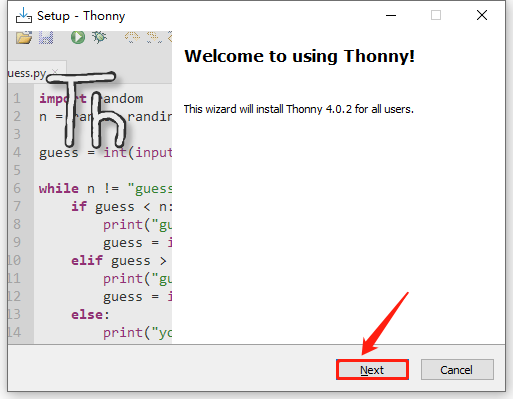 Setup - Thonny
uess.py
Th
Welcome to using Thonny!
This wizard will install Thonny 4.0.2 for all users.
1 import random
2 n = ran randin
3
4 guess = int(input
5
6 while n != "guess
7 if guess < n:
8 print("gu
9 guess = i
10 elif guess >
11 print("gu
12 guess = i
13 else:
14 print("yo
Next
Cancel